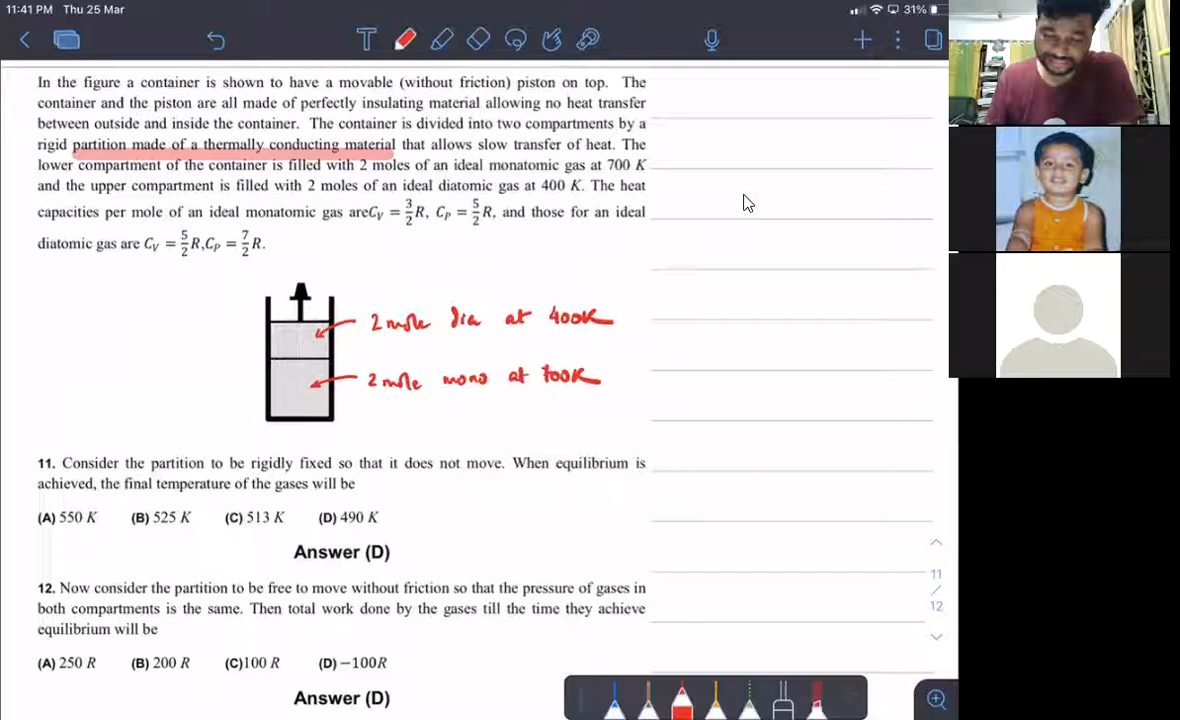 11:41 PM Thu 25 Mar
31%
In the figure a container is shown to have a movable (without friction) piston on top. The
container and the piston are all made of perfectly insulating material allowing no heat transfer
between outside and inside the container. The container is divided into two compartments by a
rigid partition made of a thermally conducting material that allows slow transfer of heat. The
lower compartment of the container is filled with 2 moles of an ideal monatomic gas at 700 K
and the upper compartment is filled with 2 moles of an ideal diatomic gas at 400 K. The heat
capacities per mole of an ideal monatomic gas areC_V = 3/2 R, C_P = 5/2 R, and those for an ideal
diatomic gas are C_V = 5/2 R,C_P = 7/2 R.
2 mole dia at 400K
2 mole mono at 700K
11. Consider the partition to be rigidly fixed so that it does not move. When equilibrium is
achieved, the final temperature of the gases will be
(A) 550 K (B) 525 K (C) 513 K (D) 490 K
Answer (D)
12. Now consider the partition to be free to move without friction so that the pressure of gases in
both compartments is the same. Then total work done by the gases till the time they achieve
equilibrium will be
(A) 250 R (B) 200 R (C)100 R (D) −100R
Answer (D)
11
/
12